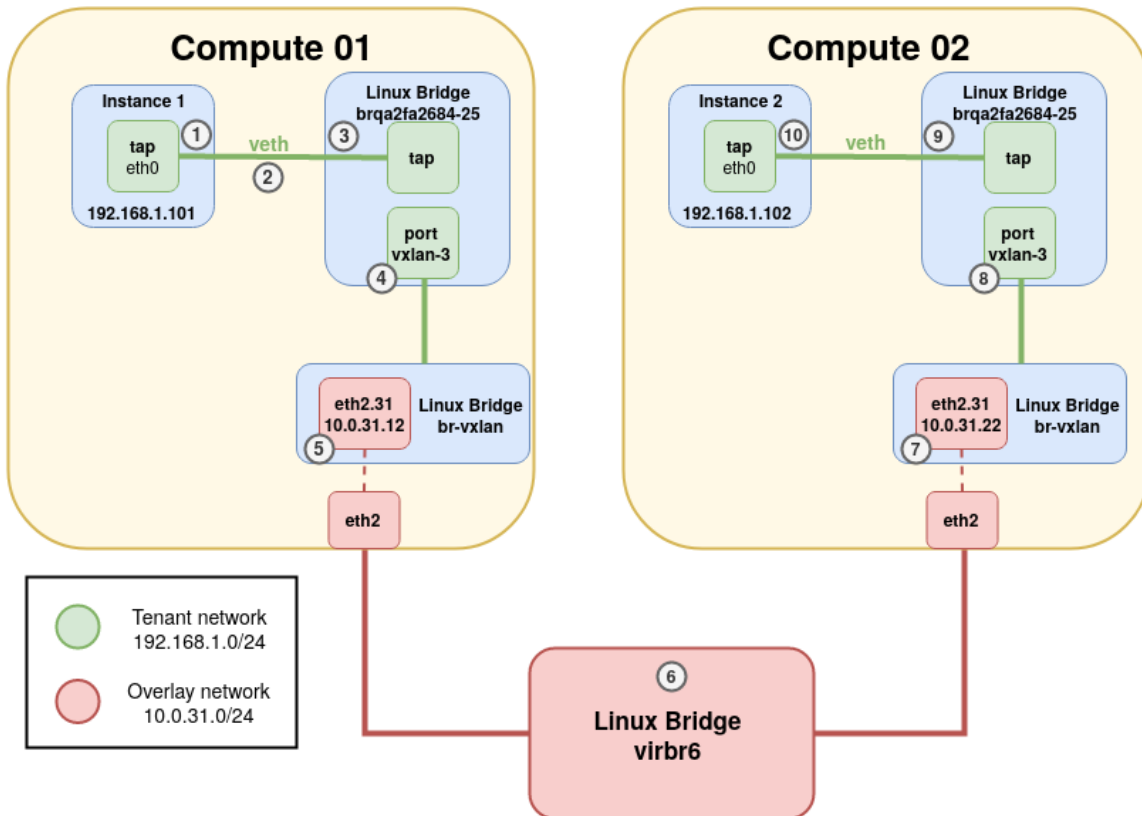 Compute 01
Instance 1
1
tap
eth0
192.168.1.101
veth
2
Linux Bridge
brqa2fa2684-25
3
tap
port
vxlan-3
4
eth2.31
10.0.31.12
Linux Bridge
br-vxlan
5
eth2
Compute 02
Instance 2
10
tap
eth0
192.168.1.102
veth
Linux Bridge
brqa2fa2684-25
9
tap
port
vxlan-3
8
eth2.31
10.0.31.22
Linux Bridge
br-vxlan
7
eth2
Tenant network
192.168.1.0/24
Overlay network
10.0.31.0/24
6
Linux Bridge
virbr6